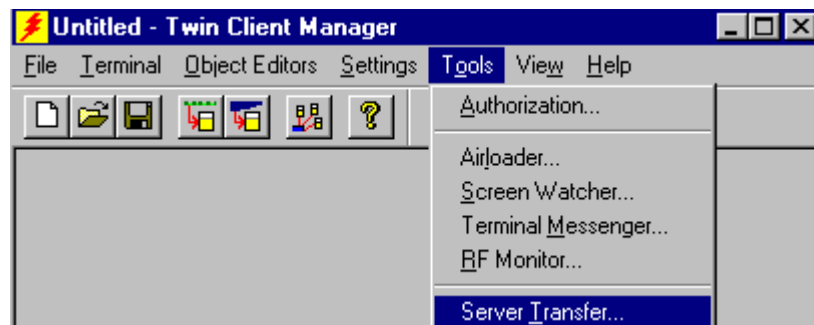 Untitled - Twin Client Manager
File Terminal Object Editors Settings Tools View Help
Authorization...
Airloader...
Screen Watcher...
Terminal Messenger...
RF Monitor...
Server Transfer...